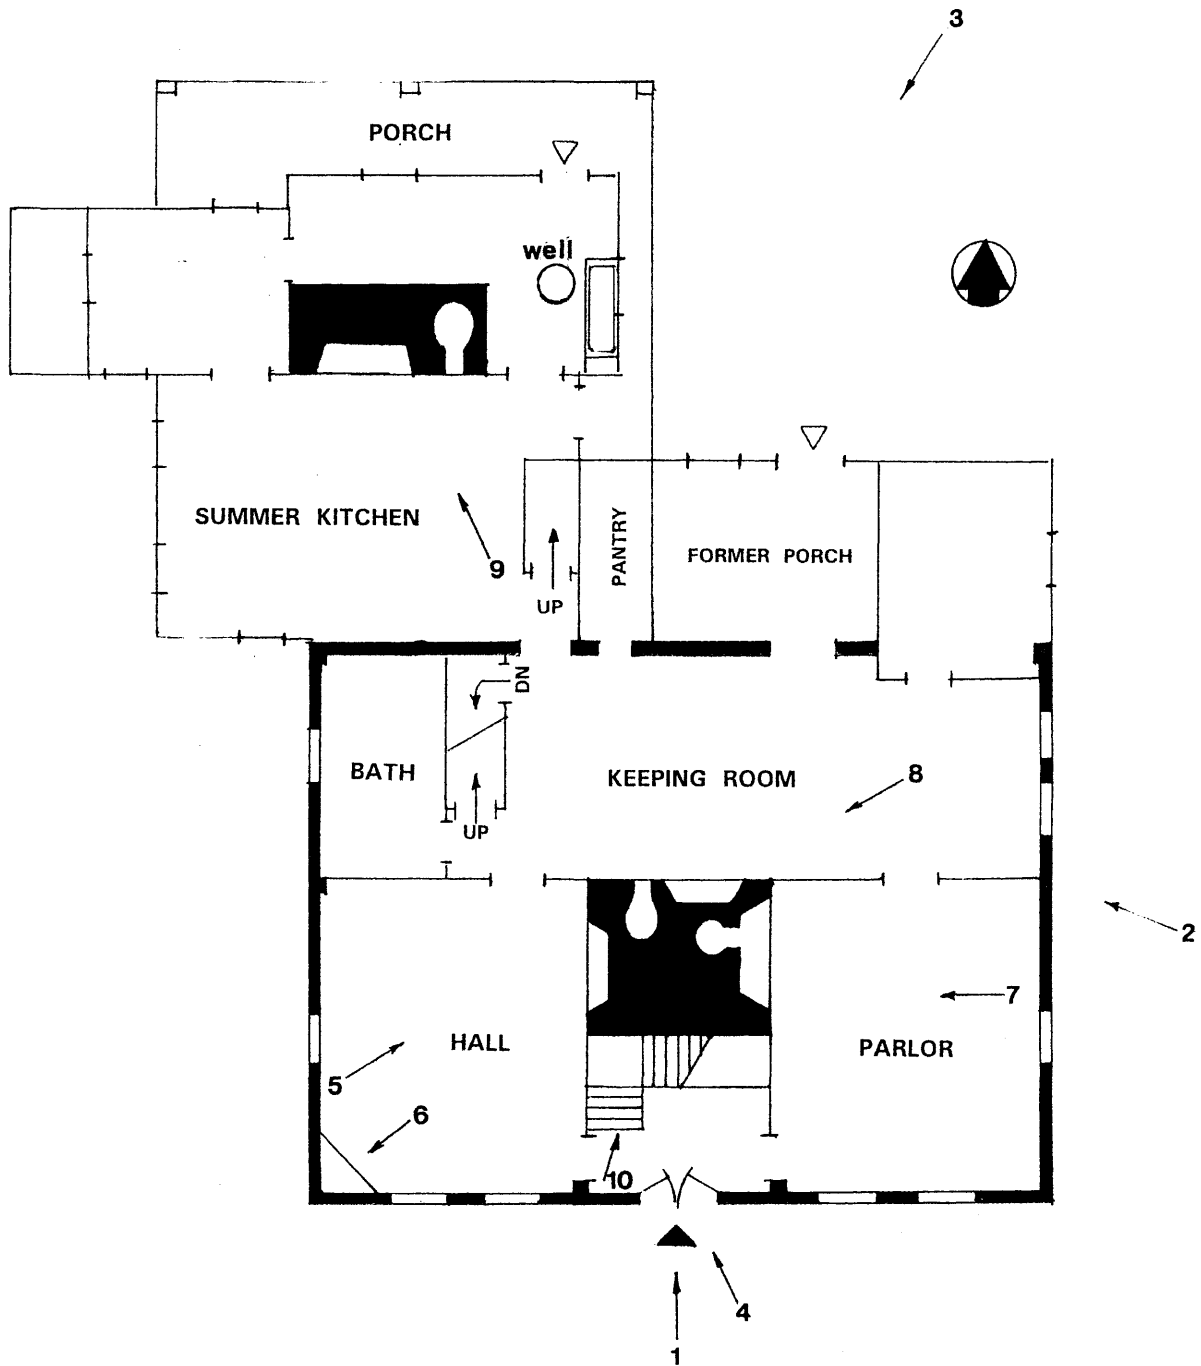 3
PORCH
well
SUMMER KITCHEN
9
UP
PANTRY
FORMER PORCH
DN
BATH
UP
KEEPING ROOM
8
2
7
HALL
PARLOR
5
6
10
4
1